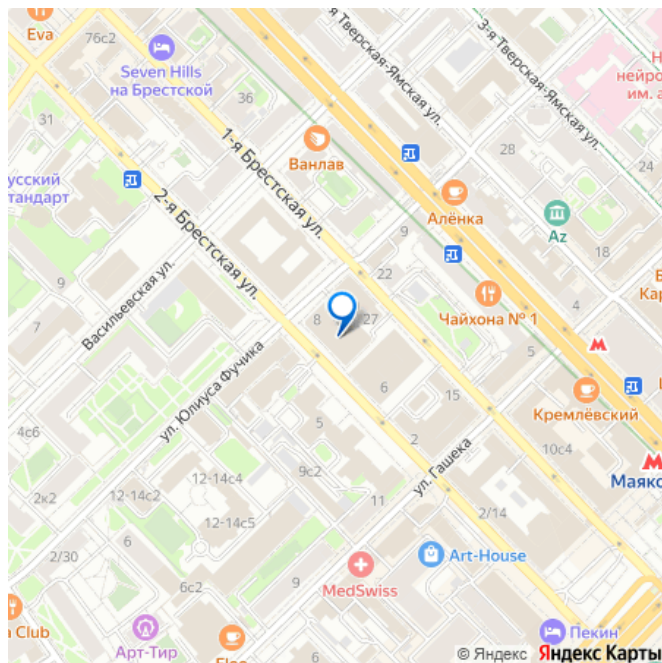 Eva
76с2
Seven Hills
на Брестской
36
31
1-я Брестская ул.
Ванлав
я Тверская-Ямская ул.
3-я Тверская-Ямская ул.
Н
нейро
им. а
28
24
Алёнка
Az
18
усский
тандарт
2-я Брестская ул.
9
9
22
В
Кар
Васильевская ул.
7
8
27
Чайхона № 1
4
5
ул. Юлиуса Фучика
6
15
Кремлёвский
4с6
5
2
ул. Гашека
10с4
Маяко
9с2
12-14с4
2к2
12-14с2
12-14с5
11
2/14
6
2/30
Art-House
MedSwiss
9
6с2
a Club
Арт-Тир
Пекин
© Яндекс Яндекс Карты